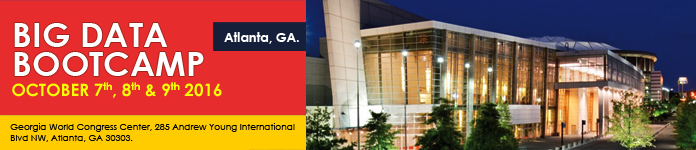 BIG DATA
BOOTCAMP
Atlanta, GA.
OCTOBER 7th, 8th & 9th 2016
Georgia World Congress Center, 285 Andrew Young International
Blvd NW, Atlanta, GA 30303.